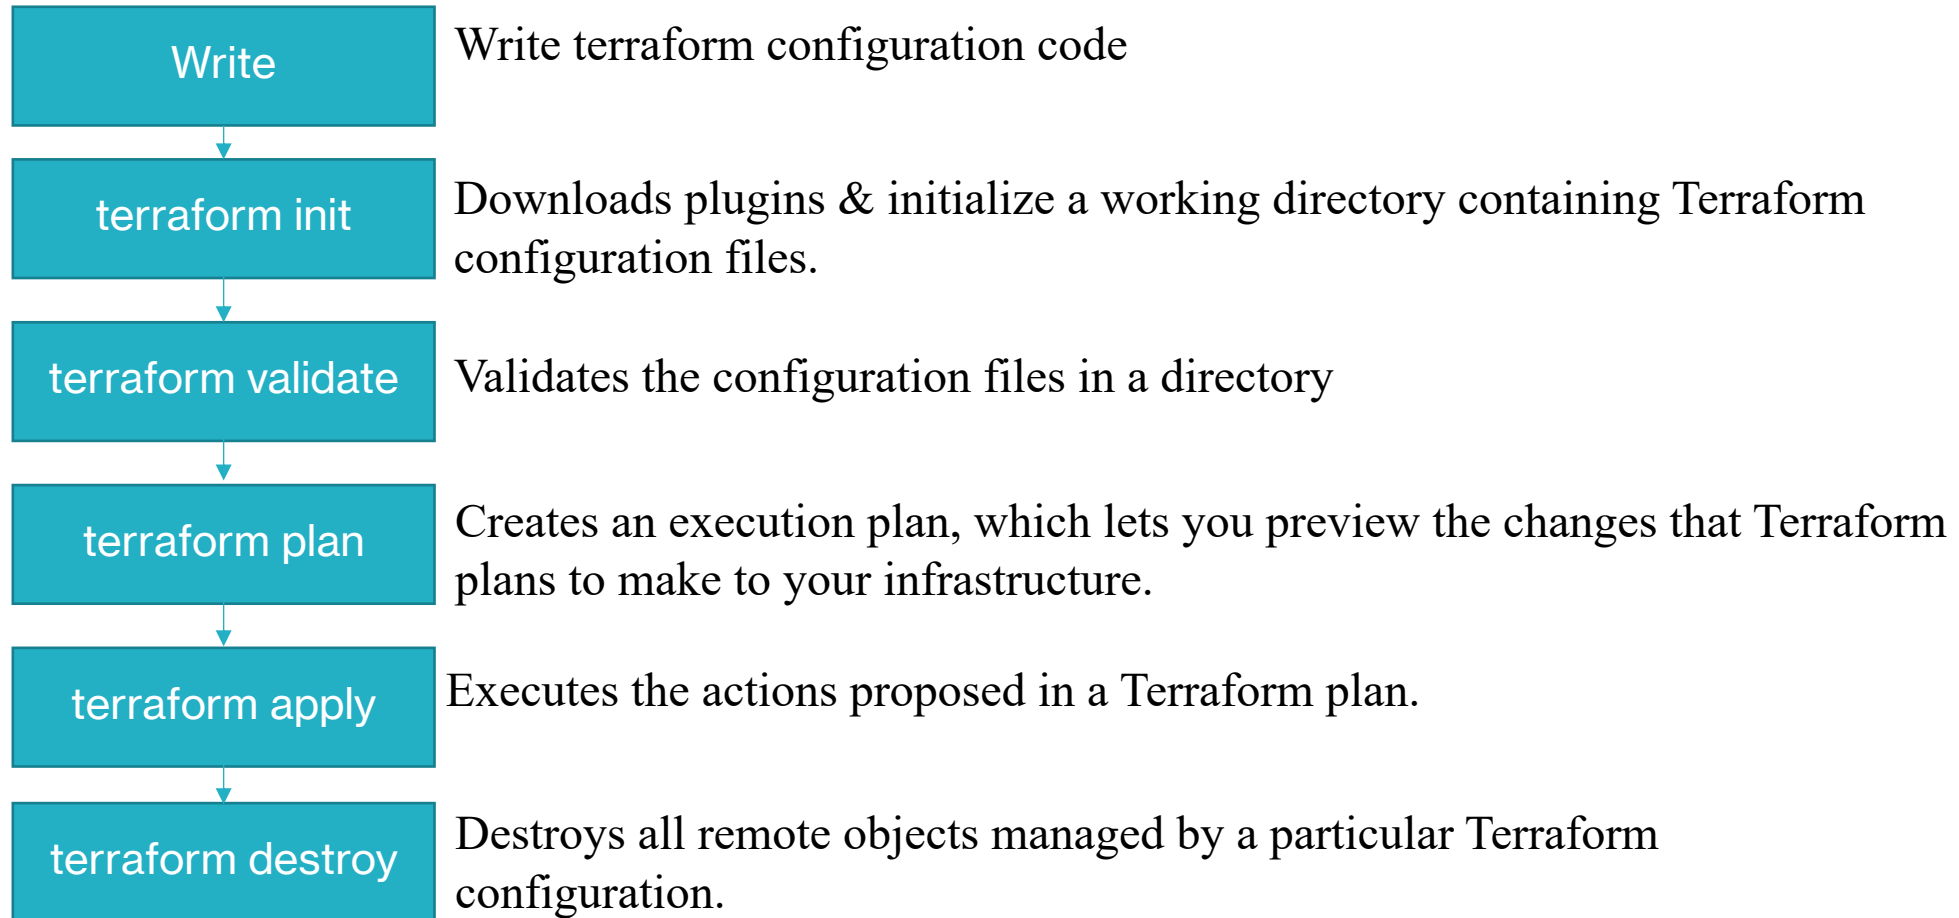 Write
Write terraform configuration code
terraform init
Downloads plugins & initialize a working directory containing Terraform
configuration files.
terraform validate
Validates the configuration files in a directory
terraform plan
Creates an execution plan, which lets you preview the changes that Terraform
plans to make to your infrastructure.
terraform apply
Executes the actions proposed in a Terraform plan.
terraform destroy
Destroys all remote objects managed by a particular Terraform
configuration.